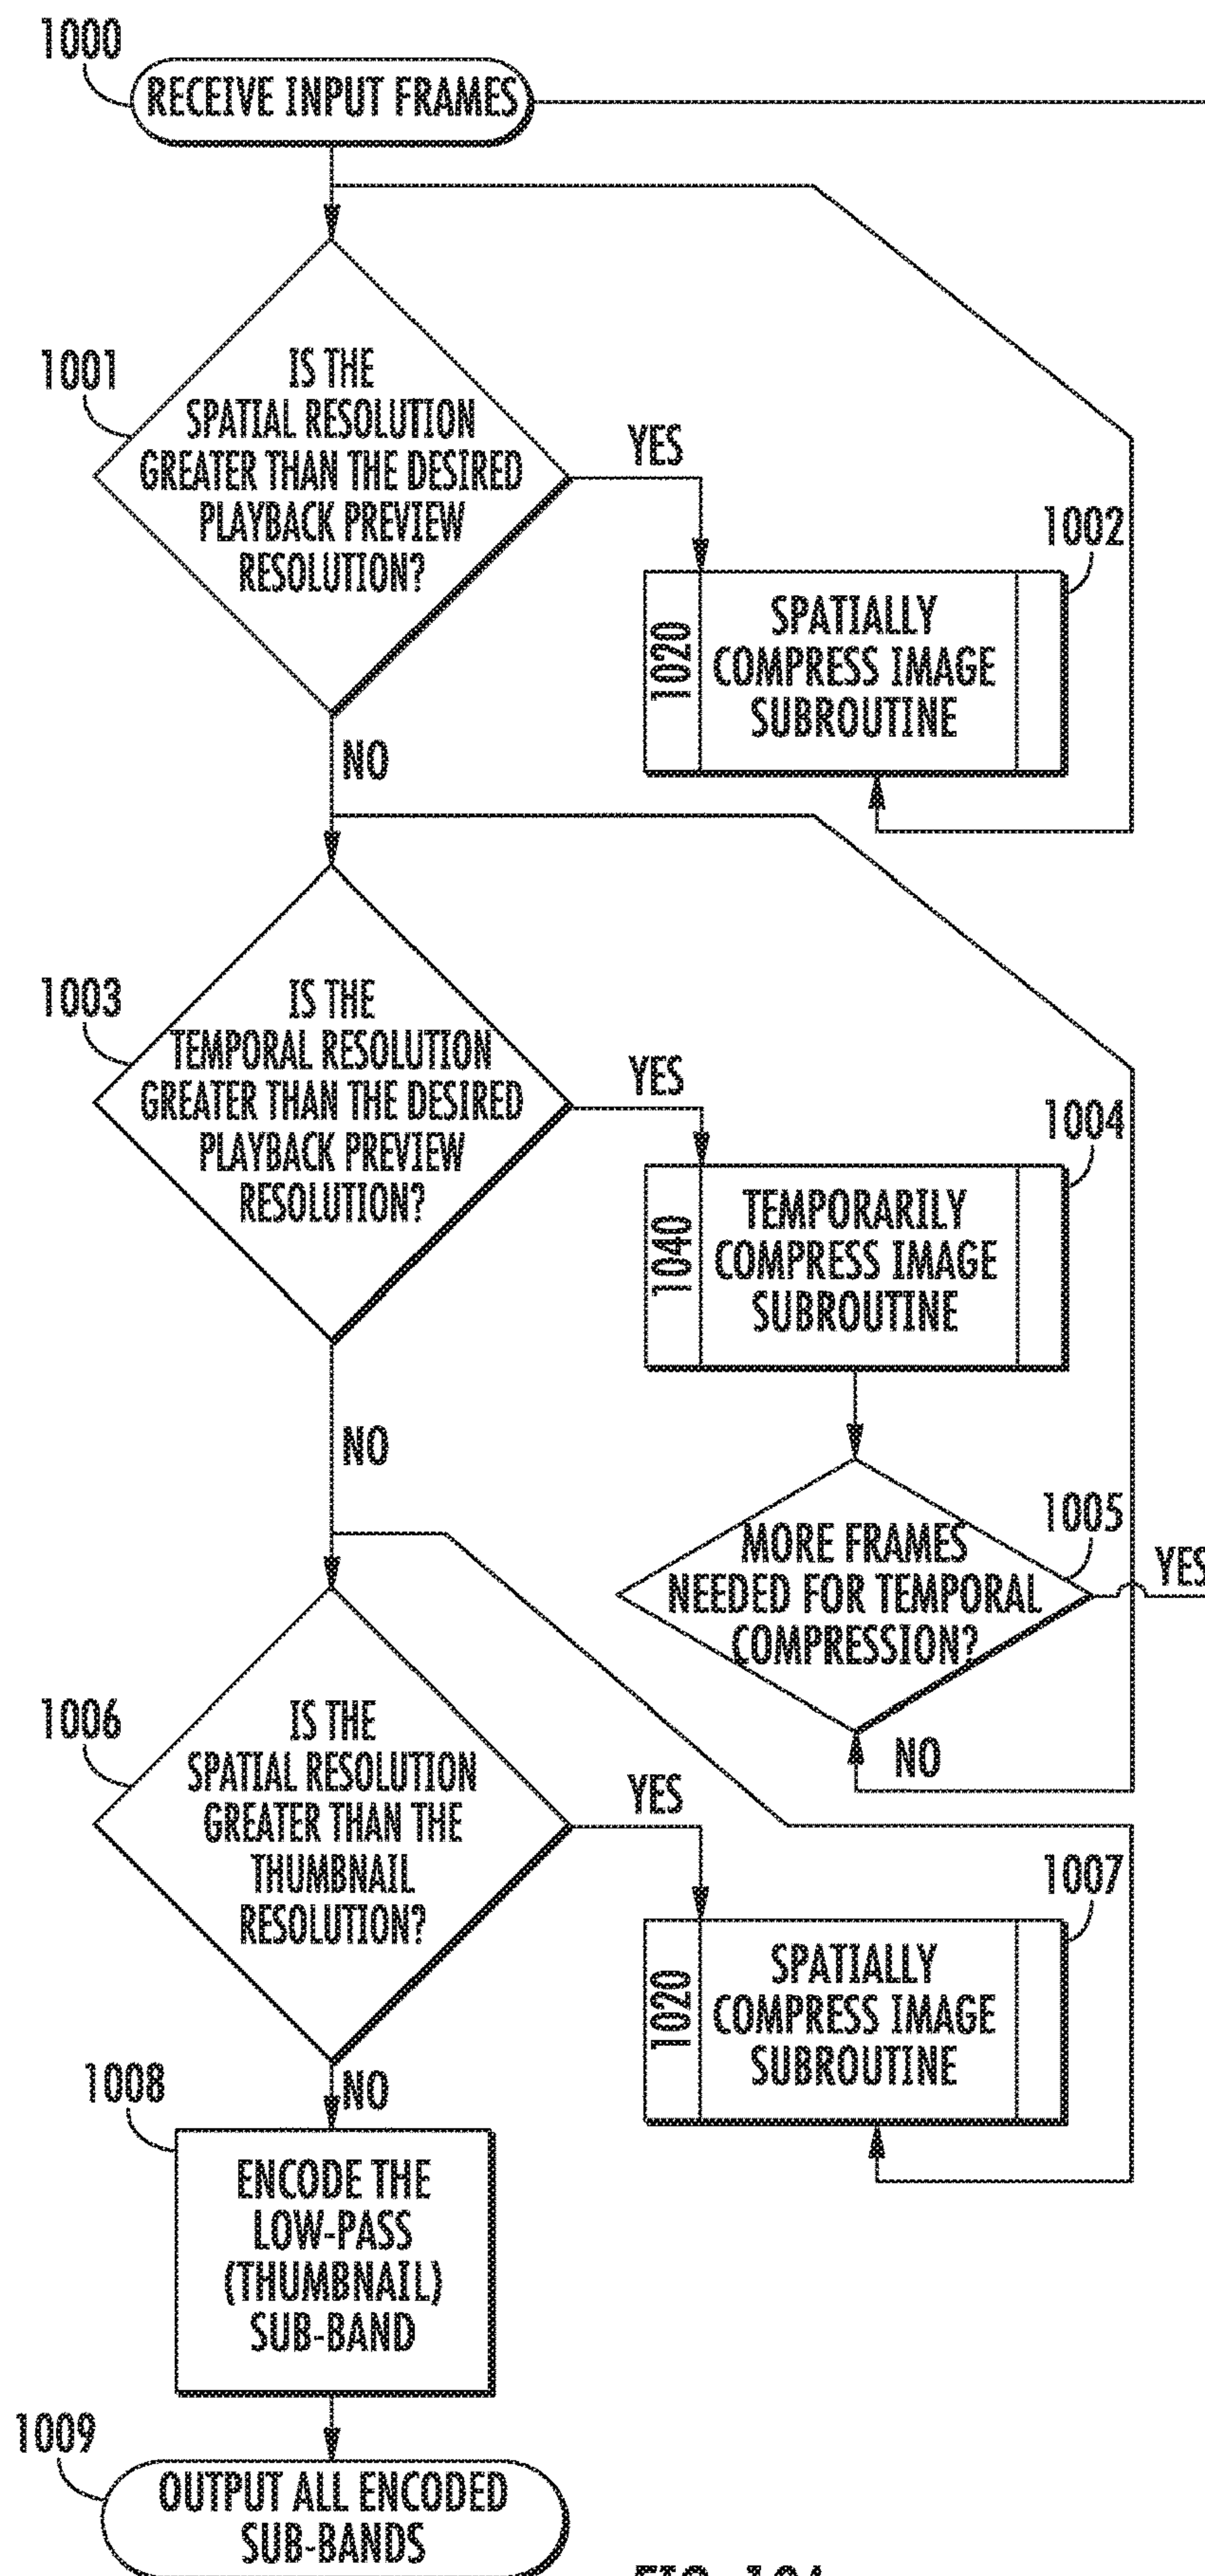 1000
RECEIVE INPUT FRAMES
1001
IS THE
SPATIAL RESOLUTION
GREATER THAN THE DESIRED
PLAYBACK PREVIEW
RESOLUTION?
YES
1002
1020
SPATIALLY
COMPRESS IMAGE
SUBROUTINE
NO
1003
IS THE
TEMPORAL RESOLUTION
GREATER THAN THE DESIRED
PLAYBACK PREVIEW
RESOLUTION?
YES
1004
1040
TEMPORARILY
COMPRESS IMAGE
SUBROUTINE
NO
1005
MORE FRAMES
NEEDED FOR TEMPORAL
COMPRESSION?
YES
NO
1006
IS THE
SPATIAL RESOLUTION
GREATER THAN THE
THUMBNAIL
RESOLUTION?
YES
1007
1020
SPATIALLY
COMPRESS IMAGE
SUBROUTINE
NO
1008
ENCODE THE
LOW-PASS
(THUMBNAIL)
SUB-BAND
1009
OUTPUT ALL ENCODED
SUB-BANDS